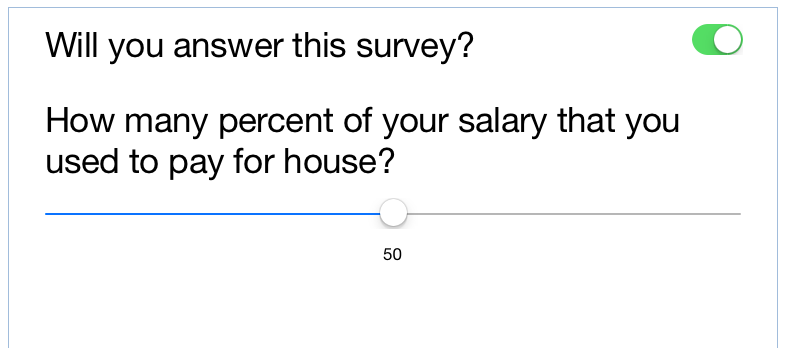 Will you answer this survey?
How many percent of your salary that you
used to pay for house?
50